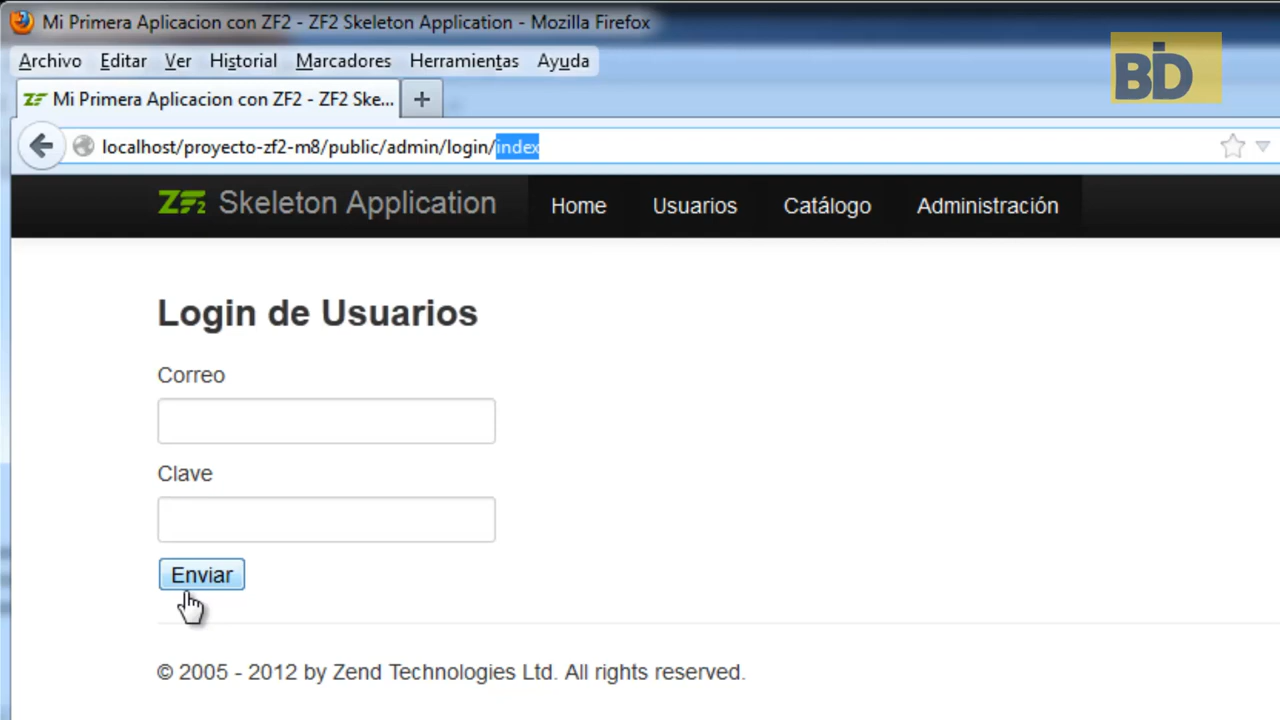 Mi Primera Aplicacion con ZF2 - ZF2 Skeleton Application - Mozilla Firefox
BID
Archivo Editar Ver Historial Marcadores Herramientas Ayuda
ZF Mi Primera Aplicacion con ZF2 - ZF2 Ske... +
localhost/proyecto-zf2-m8/public/admin/login/index
ZF2 Skeleton Application Home Usuarios Catálogo Administración
Login de Usuarios
Correo
Clave
Enviar
© 2005 - 2012 by Zend Technologies Ltd. All rights reserved.